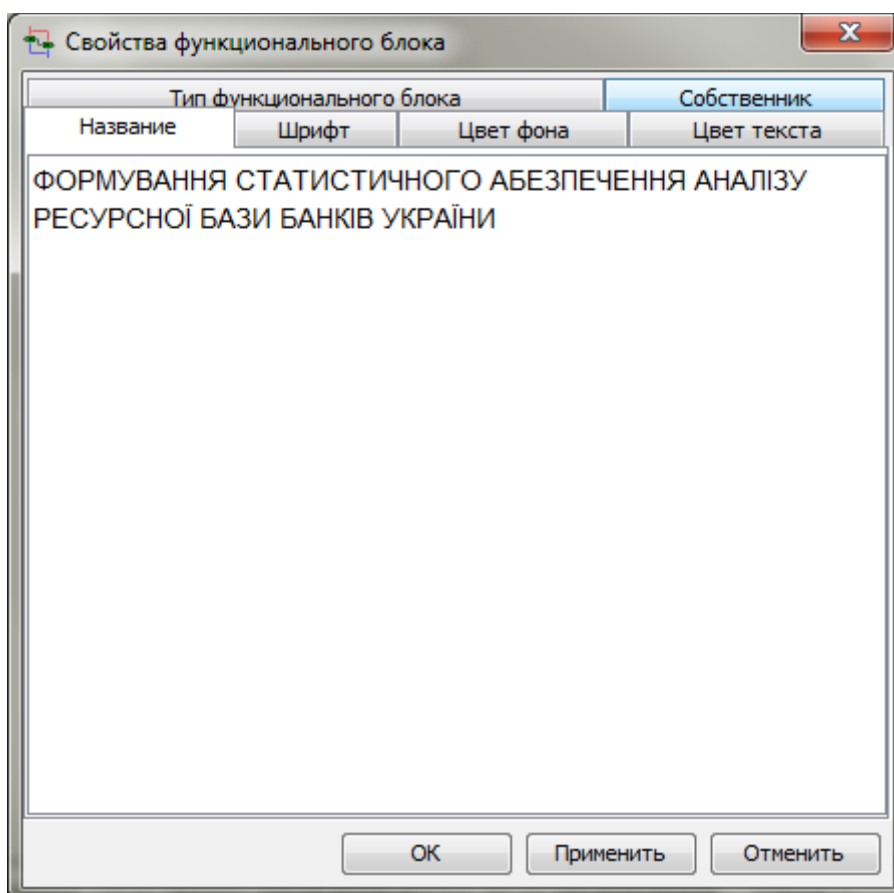 Свойства функционального блока
Тип функционального блока Собственник
Название Шрифт Цвет фона Цвет текста
ФОРМУВАННЯ СТАТИСТИЧНОГО АБЕЗПЕЧЕННЯ АНАЛІЗУ
РЕСУРСНОЇ БАЗИ БАНКІВ УКРАЇНИ
OK Применить Отменить